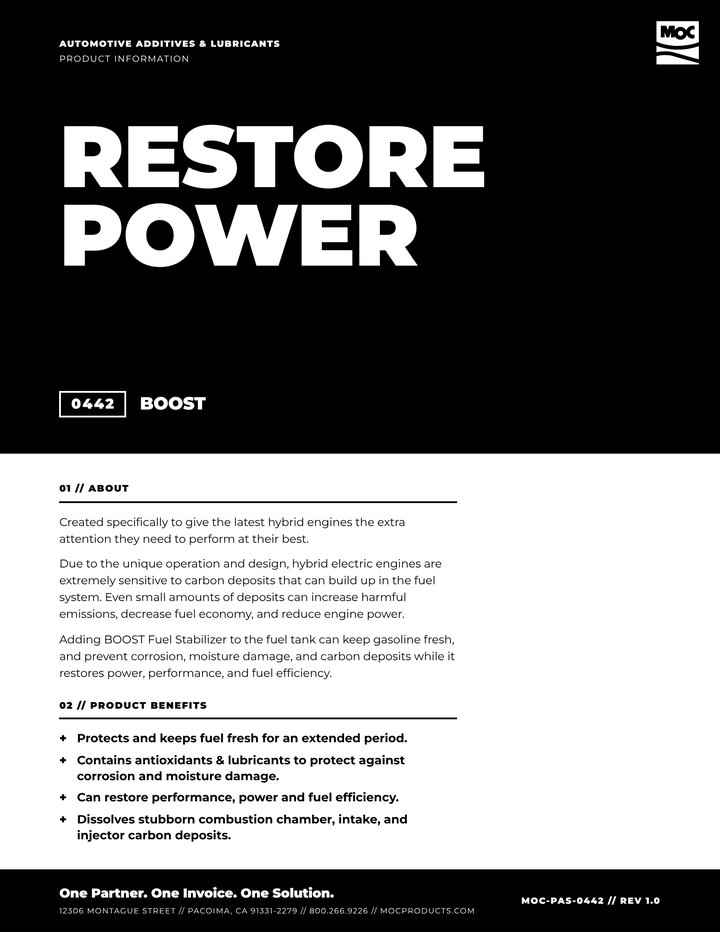 AUTOMOTIVE ADDITIVES & LUBRICANTS
PRODUCT INFORMATION
MOC
RESTORE
POWER
0442 BOOST
01 // ABOUT
Created specifically to give the latest hybrid engines the extra
attention they need to perform at their best.
Due to the unique operation and design, hybrid electric engines are
extremely sensitive to carbon deposits that can build up in the fuel
system. Even small amounts of deposits can increase harmful
emissions, decrease fuel economy, and reduce engine power.
Adding BOOST Fuel Stabilizer to the fuel tank can keep gasoline fresh,
and prevent corrosion, moisture damage, and carbon deposits while it
restores power, performance, and fuel efficiency.
02 // PRODUCT BENEFITS
+ Protects and keeps fuel fresh for an extended period.
+ Contains antioxidants & lubricants to protect against
corrosion and moisture damage.
+ Can restore performance, power and fuel efficiency.
+ Dissolves stubborn combustion chamber, intake, and
injector carbon deposits.
One Partner. One Invoice. One Solution.
12306 MONTAGUE STREET // PACOIMA, CA 91331-2279 // 800.266.9226 // MOCPRODUCTS.COM
MOC-PAS-0442 // REV 1.0